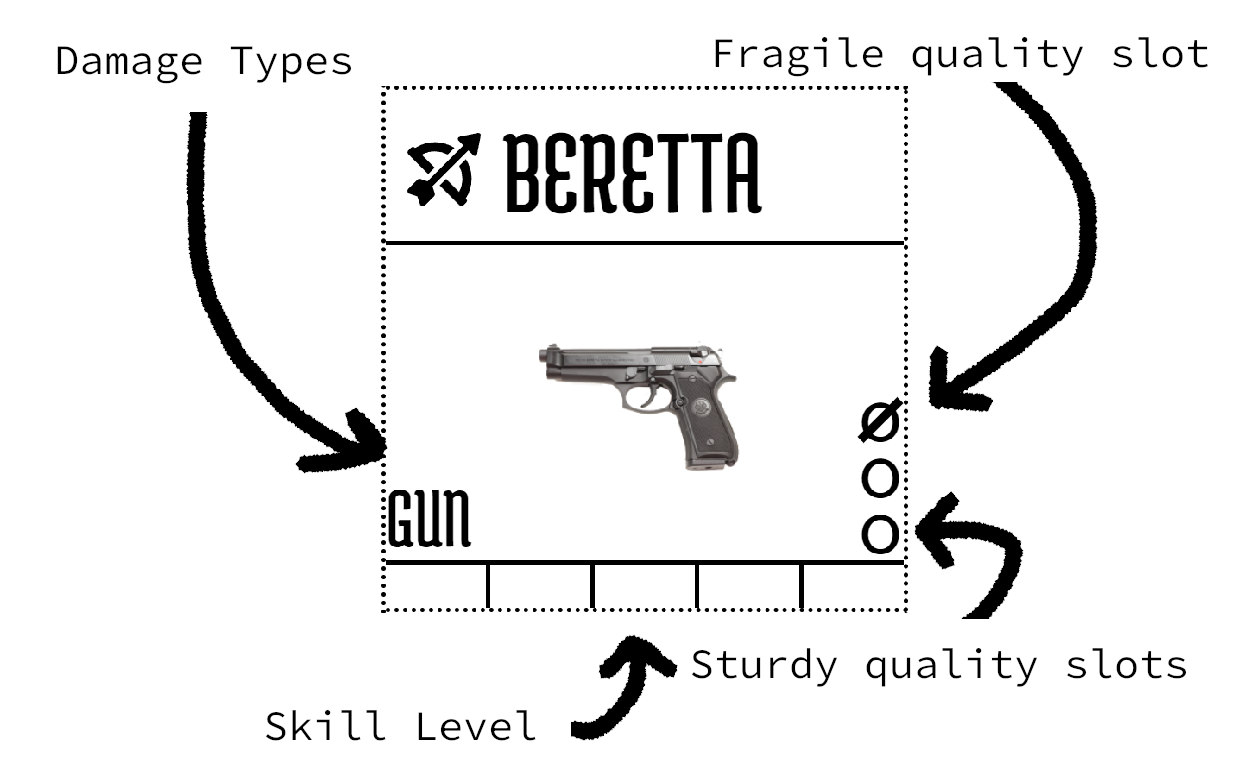 Damage Types
Fragile quality slot
BERETTA
GUN
Sturdy quality slots
Skill Level